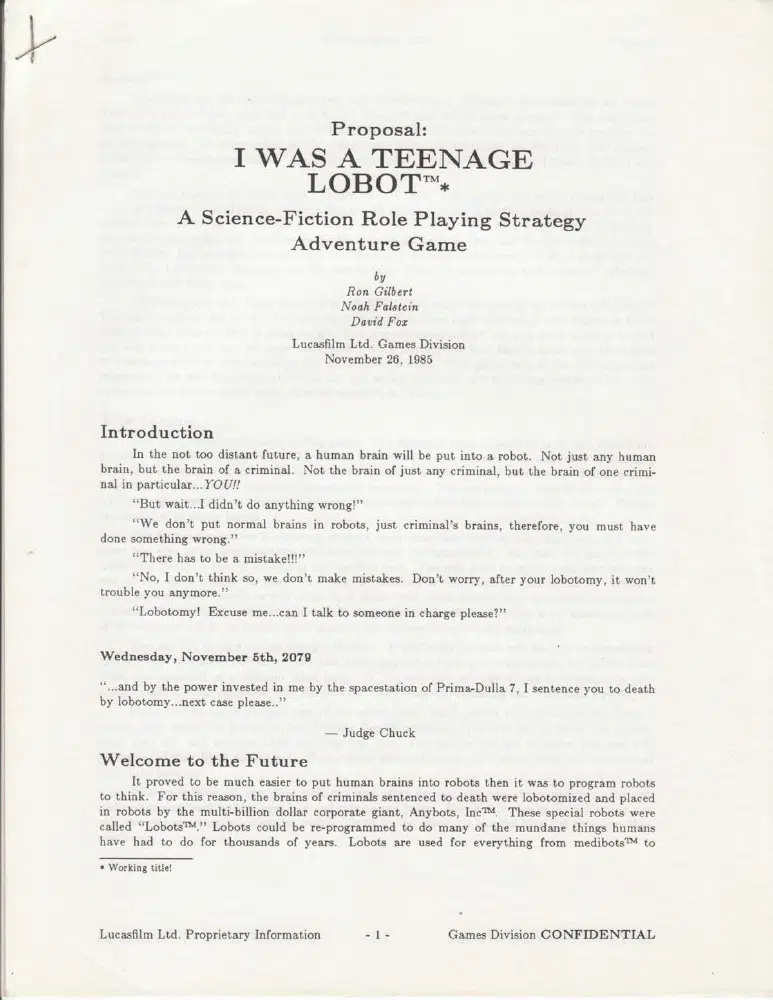 Proposal:
I WAS A TEENAGE
LOBOT™*
A Science-Fiction Role Playing Strategy
Adventure Game
by
Ron Gilbert
Noah Falstein
David Fox
Lucasfilm Ltd. Games Division
November 26, 1985
Introduction
In the not too distant future, a human brain will be put into a robot. Not just any human
brain, but the brain of a criminal. Not the brain of just any criminal, but the brain of one crimi-
nal in particular...YOU!!
“But wait...I didn't do anything wrong!”
“We don't put normal brains in robots, just criminal's brains, therefore, you must have
done something wrong.”
“There has to be a mistake!!!”
“No, I don't think so, we don't make mistakes. Don't worry, after your lobotomy, it won't
trouble you anymore.”
“Lobotomy! Excuse me...can I talk to someone in charge please?”
Wednesday, November 5th, 2079
“...and by the power invested in me by the spacestation of Prima-Dulla 7, I sentence you to death
by lobotomy...next case please..”
— Judge Chuck
Welcome to the Future
It proved to be much easier to put human brains into robots then it was to program robots
to think. For this reason, the brains of criminals sentenced to death were lobotomized and placed
in robots by the multi-billion dollar corporate giant, Anybots, Inc™. These special robots were
called “Lobots™.” Lobots could be re-programmed to do many of the mundane things humans
have had to do for thousands of years. Lobots are used for everything from medibots™ to
* Working title!
Lucasfilm Ltd. Proprietary Information - 1 - Games Division CONFIDENTIAL